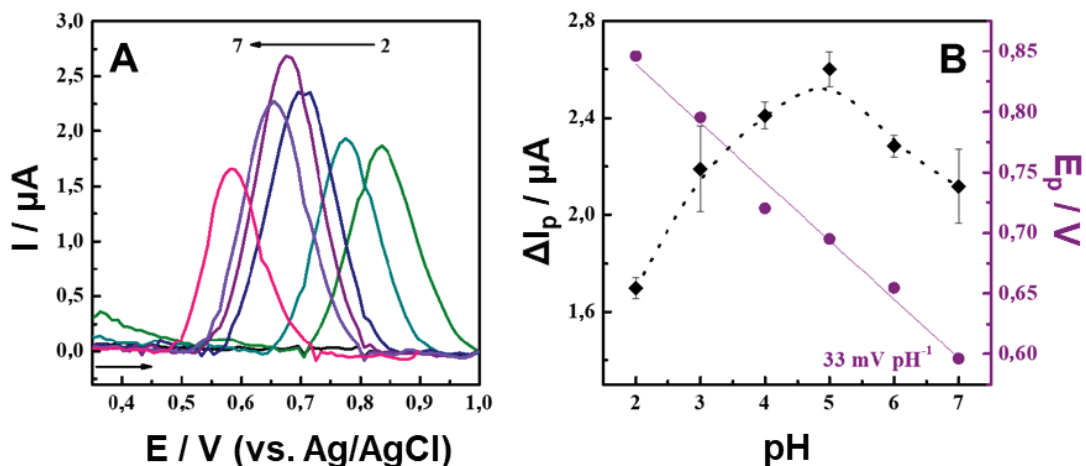 A
7 2
3,0
2,5
2,0
1,5
1,0
0,5
0,0
I / µA
0,4 0,5 0,6 0,7 0,8 0,9 1,0
E / V (vs. Ag/AgCl)
B
2,8
2,4
2,0
1,6
ΔIp / µA
0,85
0,80
0,75
0,70
0,65
0,60
Ep / V
33 mV pH⁻¹
2 3 4 5 6 7
pH